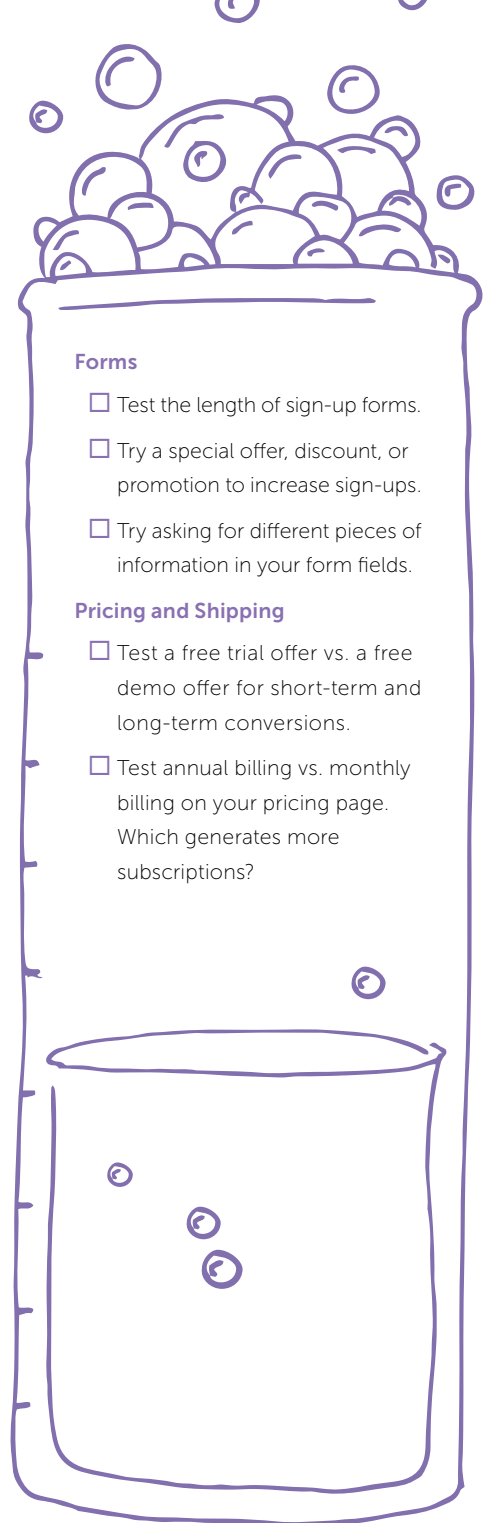 Forms
Test the length of sign-up forms.
Try a special offer, discount, or
promotion to increase sign-ups.
Try asking for different pieces of
information in your form fields.
Pricing and Shipping
Test a free trial offer vs. a free
demo offer for short-term and
long-term conversions.
Test annual billing vs. monthly
billing on your pricing page.
Which generates more
subscriptions?